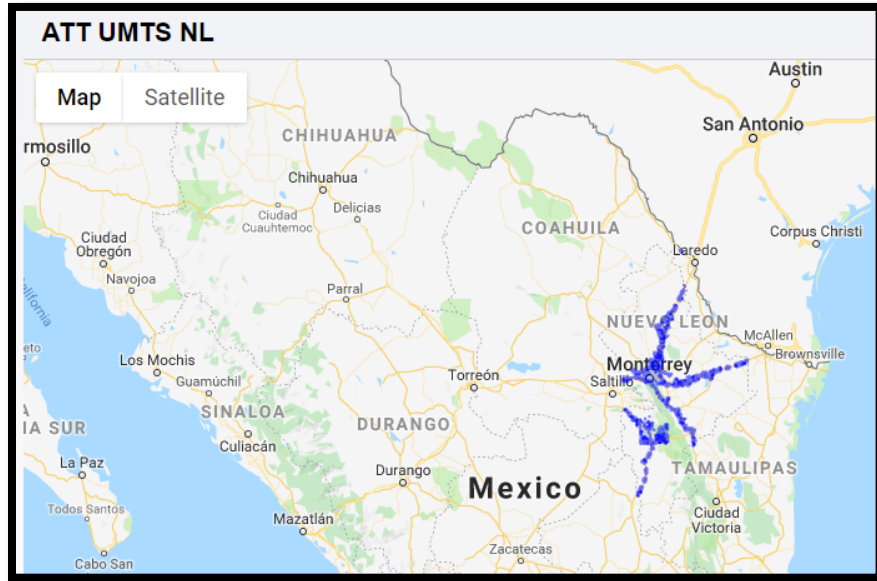 ATT UMTS NL
Map
Satellite
Austin
San Antonio
rmosillo
CHIHUAHUA
Chihuahua
Delicias
Ciudad
Cuauhtemoc
COAHUILA
Corpus Christi
Ciudad
Obregón
Laredo
Navojoa
Parral
alifornia
NUEVO LEON
McAllen
Brownsville
eto
Los Mochis
Monterrey
Torreón
Saltillo
Guamúchil
SINALOA
A
IA SUR
DURANGO
Culiacán
La Paz
Durango
TAMAULIPAS
Mexico
Todos Santos
Ciudad
Victoria
Mazatlán
Zacatecas
Cabo San